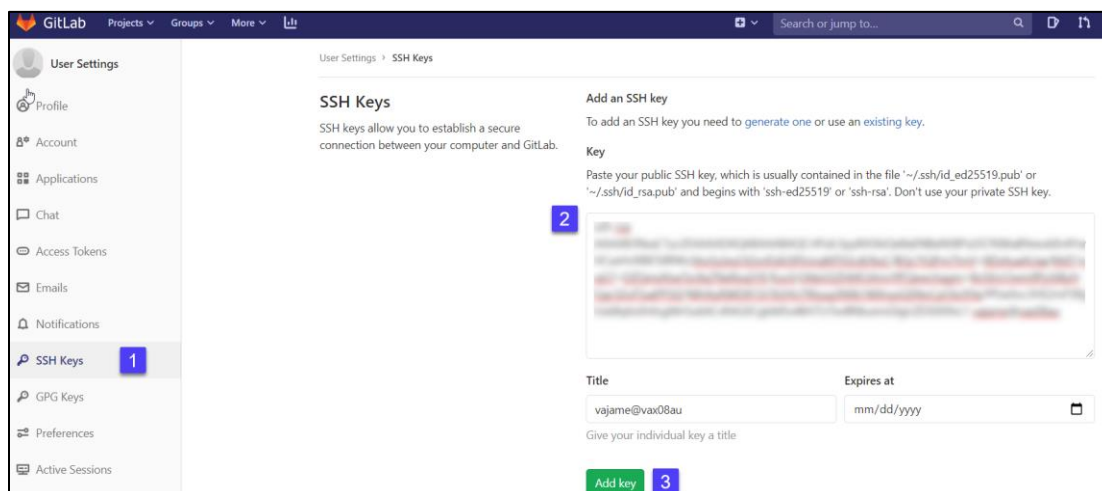 GitLab Projects Groups More Search or jump to...
User Settings
Profile
Account
Applications
Chat
Access Tokens
Emails
Notifications
SSH Keys 1
GPG Keys
Preferences
Active Sessions
User Settings › SSH Keys
SSH Keys
SSH keys allow you to establish a secure
connection between your computer and GitLab.
Add an SSH key
To add an SSH key you need to generate one or use an existing key.
Key
Paste your public SSH key, which is usually contained in the file '~/.ssh/id_ed25519.pub' or
'~/.ssh/id_rsa.pub' and begins with 'ssh-ed25519' or 'ssh-rsa'. Don't use your private SSH key.
2
Title Expires at
vajame@vax08au mm/dd/yyyy
Give your individual key a title
Add key 3